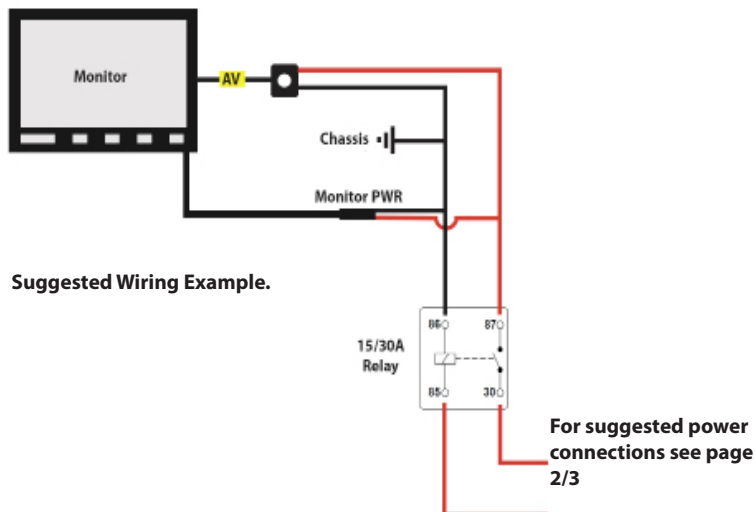 Monitor
AV
Chassis
Monitor PWR
Suggested Wiring Example.
86 87
15/30A
Relay
85 30
For suggested power
connections see page
2/3